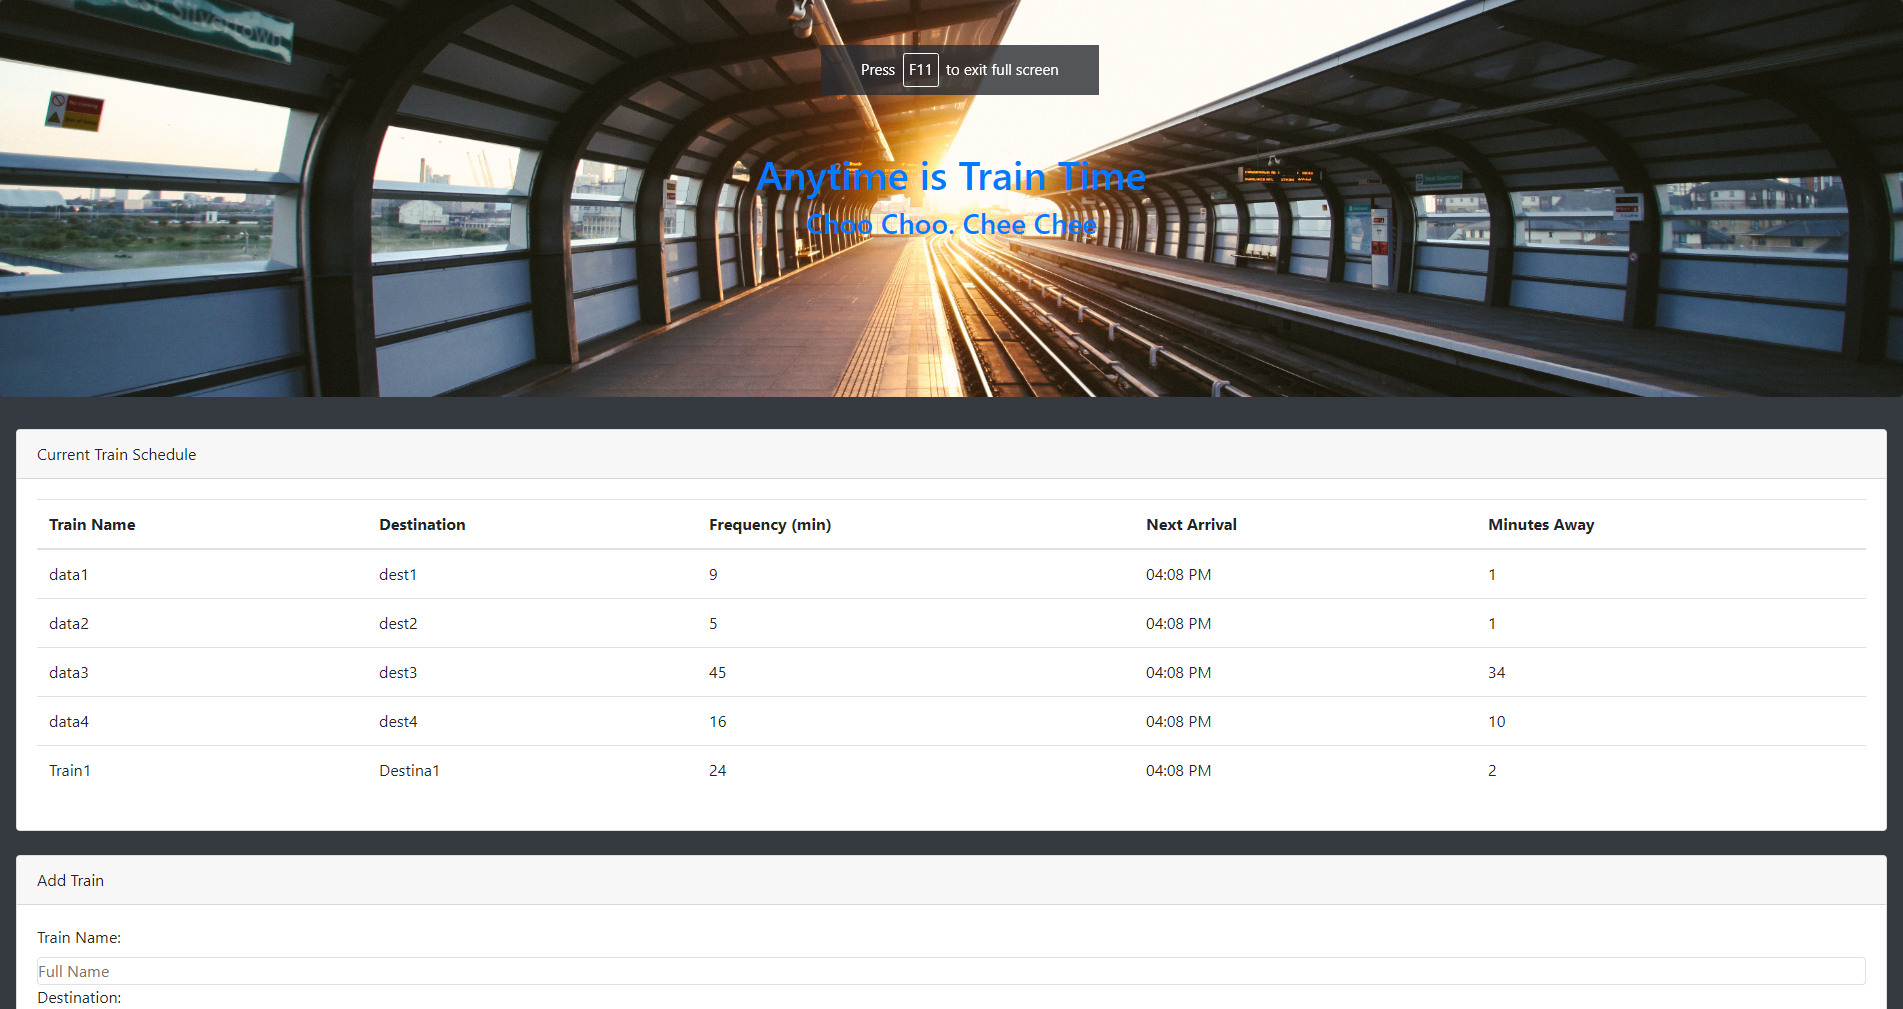 West Silvertown
Press F11 to exit full screen
Anytime is Train Time
Choo Choo. Chee Chee
Current Train Schedule
Train Name Destination Frequency (min) Next Arrival Minutes Away
data1 dest1 9 04:08 PM 1
data2 dest2 5 04:08 PM 1
data3 dest3 45 04:08 PM 34
data4 dest4 16 04:08 PM 10
Train1 Destina1 24 04:08 PM 2
Add Train
Train Name:
Full Name
Destination: